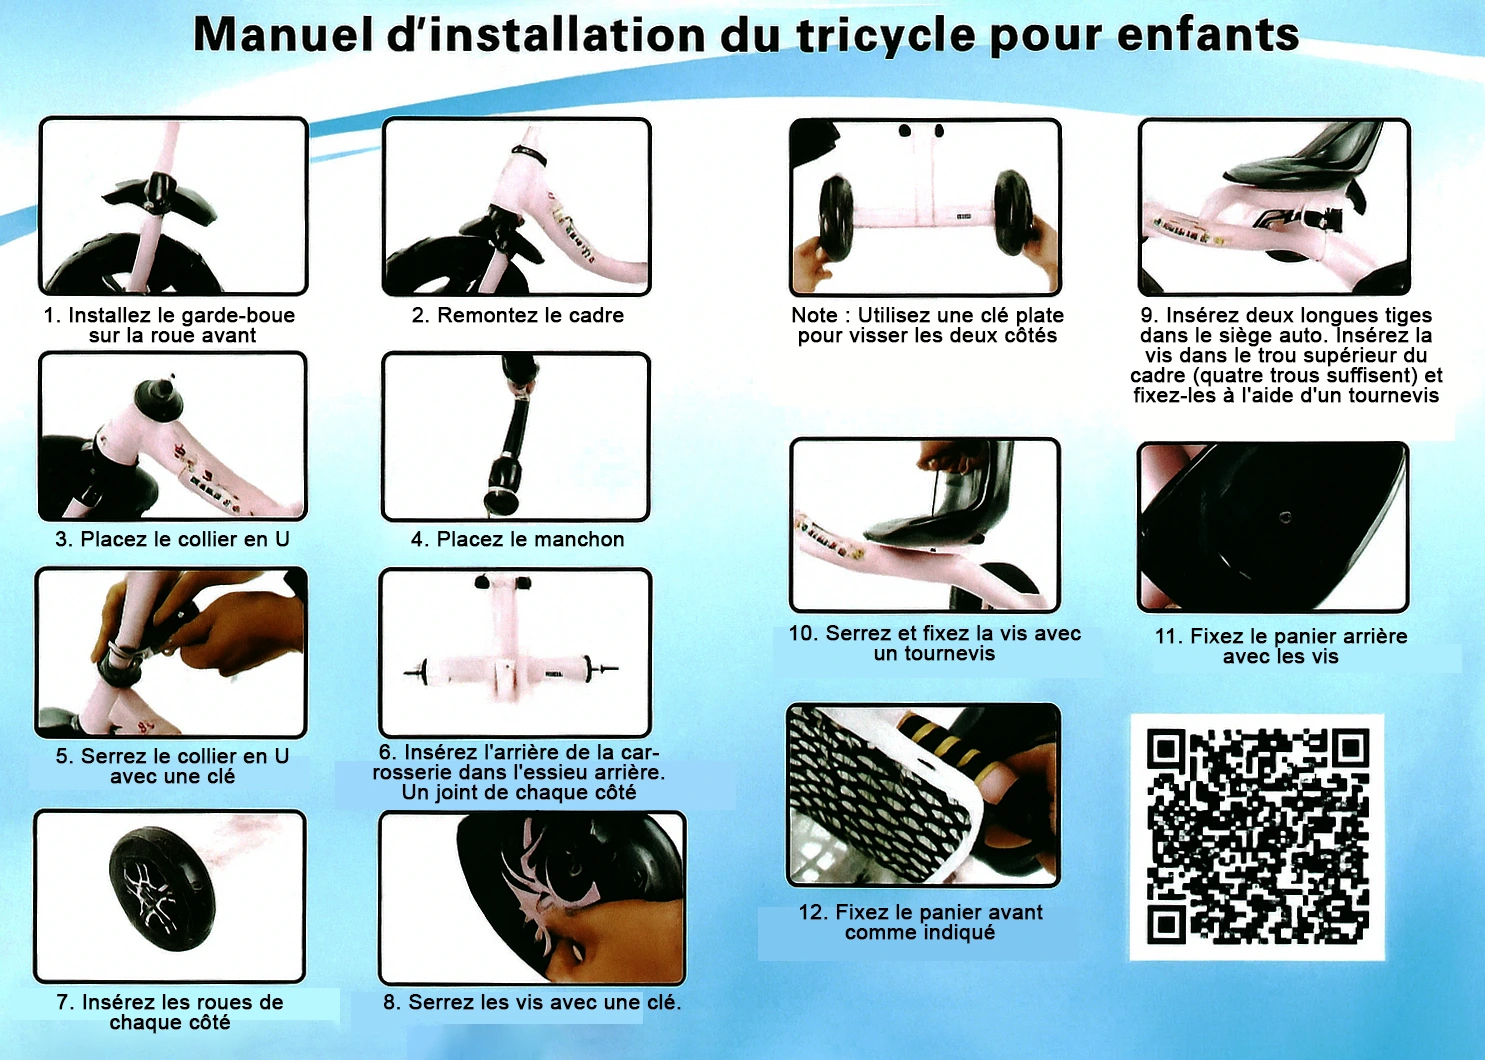 Manuel d'installation du tricycle pour enfants
1. Installez le garde-boue
sur la roue avant
2. Remontez le cadre
3. Placez le collier en U
4. Placez le manchon
5. Serrez le collier en U
avec une clé
6. Insérez l'arrière de la car-
rosserie dans l'essieu arrière.
Un joint de chaque côté
7. Insérez les roues de
chaque côté
8. Serrez les vis avec une clé.
Note : Utilisez une clé plate
pour visser les deux côtés
9. Insérez deux longues tiges
dans le siège auto. Insérez la
vis dans le trou supérieur du
cadre (quatre trous suffisent) et
fixez-les à l'aide d'un tournevis
10. Serrez et fixez la vis avec
un tournevis
11. Fixez le panier arrière
avec les vis
12. Fixez le panier avant
comme indiqué